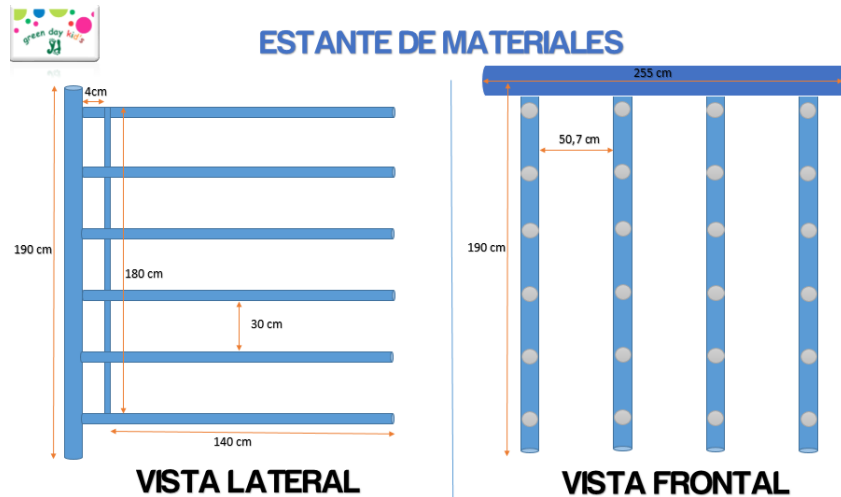 green day kid's
ESTANTE DE MATERIALES
4cm
190 cm
180 cm
30 cm
140 cm
VISTA LATERAL
255 cm
50,7 cm
190 cm
VISTA FRONTAL